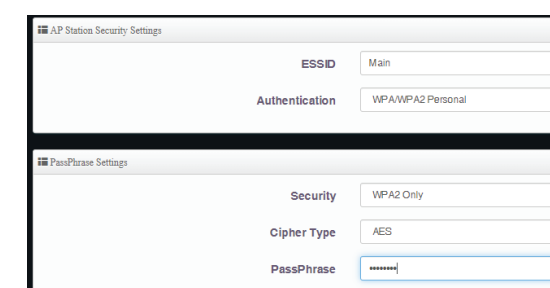 AP Station Security Settings
ESSID Main
Authentication WPA/WPA2 Personal
PassPhrase Settings
Security WPA2 Only
Cipher Type AES
PassPhrase ••••••••